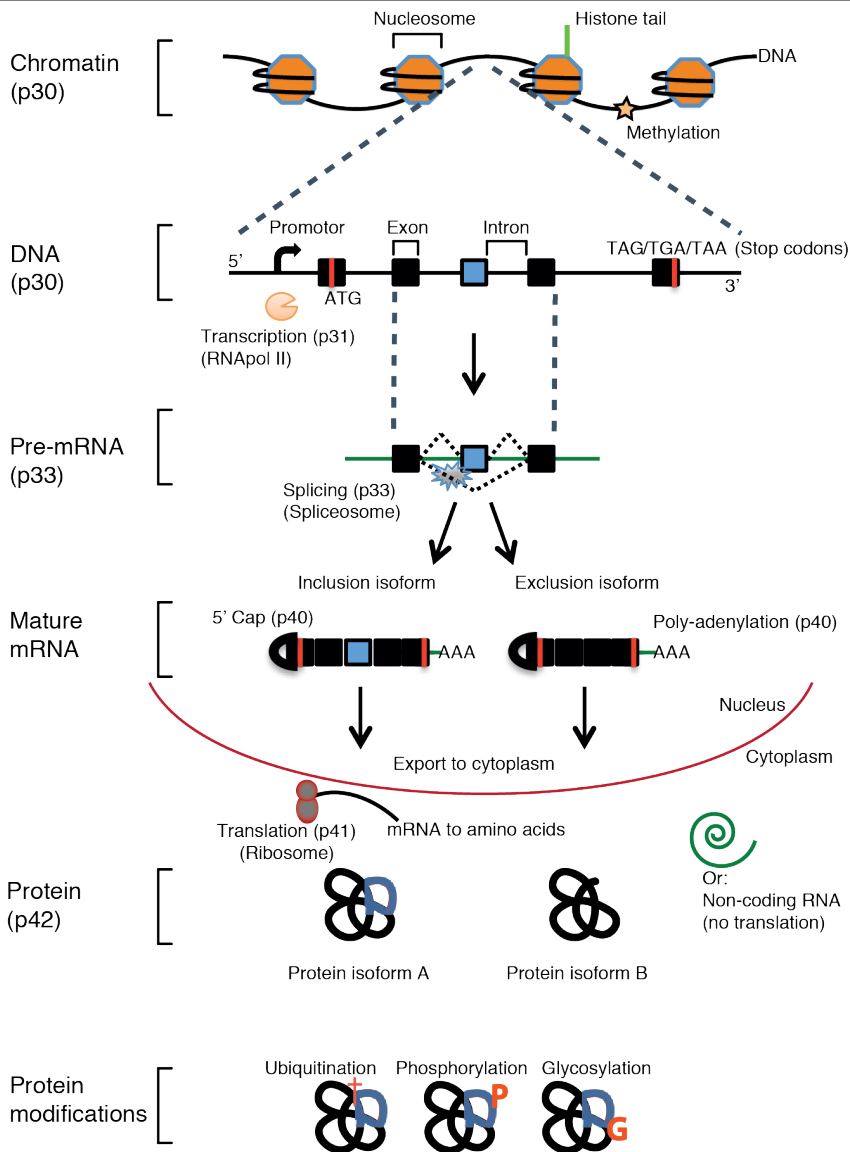 Nucleosome
Histone tail
Chromatin
(p30)
DNA
Methylation
Promotor
Exon
Intron
TAG/TGA/TAA (Stop codons)
DNA
(p30)
5’
3’
ATG
Transcription (p31)
(RNApol II)
Pre-mRNA
(p33)
Splicing (p33)
(Spliceosome)
Inclusion isoform
Exclusion isoform
Mature
mRNA
5’ Cap (p40)
Poly-adenylation (p40)
AAA
AAA
Nucleus
Cytoplasm
Export to cytoplasm
Translation (p41)
(Ribosome)
mRNA to amino acids
Or:
Non-coding RNA
(no translation)
Protein
(p42)
Protein isoform A
Protein isoform B
Protein
modifications
Ubiquitination
Phosphorylation
Glycosylation
P
G